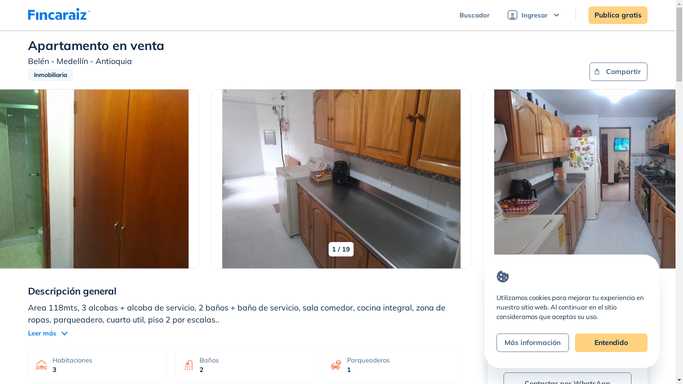 Fincaraiz
Buscador
Ingresar
Publica gratis
Apartamento en venta
Belén - Medellín - Antioquia
Inmobiliaria
Compartir
1 / 19
Descripción general
Area 118mts, 3 alcobas + alcoba de servicio, 2 baños + baño de servicio, sala comedor, cocina integral, zona de
ropas, parqueadero, cuarto util, piso 2 por escalas..
Leer más
Habitaciones
3
Baños
2
Parqueaderos
1
Utilizamos cookies para mejorar tu experiencia en
nuestro sitio web. Al continuar en el sitio
consideramos que aceptas su uso.
Más información
Entendido
Contactar por WhatsApp